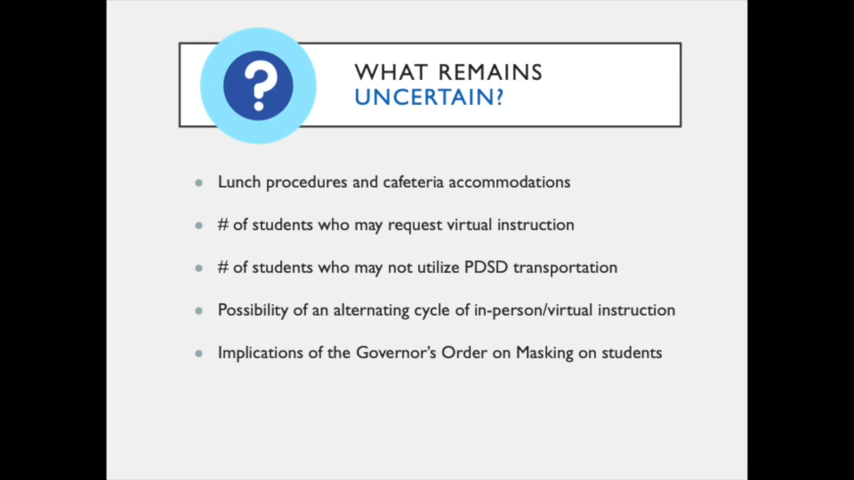 ?
WHAT REMAINS
UNCERTAIN?
Lunch procedures and cafeteria accommodations
# of students who may request virtual instruction
# of students who may not utilize PDSD transportation
Possibility of an alternating cycle of in-person/virtual instruction
Implications of the Governor's Order on Masking on students